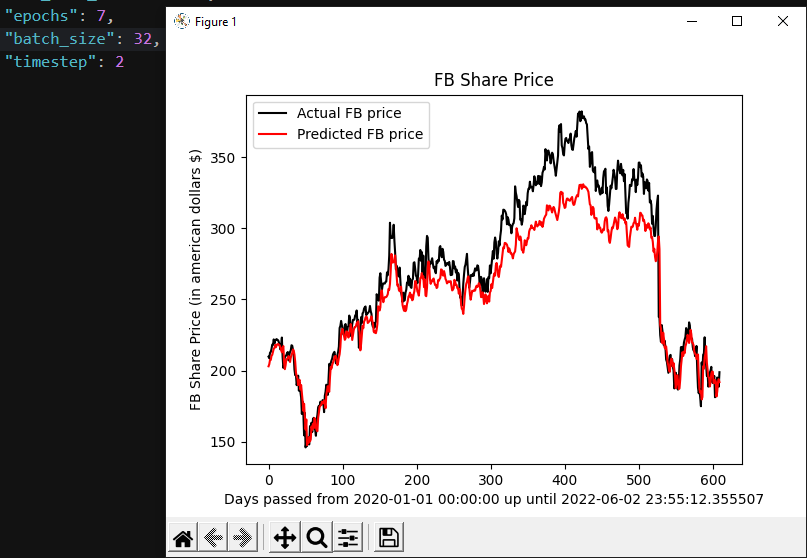 "epochs": 7,
"batch_size": 32,
"timestep": 2
Figure 1
FB Share Price
Actual FB price
Predicted FB price
FB Share Price (in american dollars $)
350
300
250
200
150
0 100 200 300 400 500 600
Days passed from 2020-01-01 00:00:00 up until 2022-06-02 23:55:12.355507